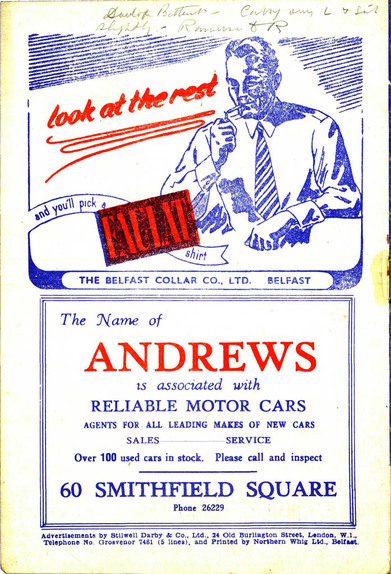 look at the rest
and you'll pick a
FACLAT
shirt
THE BELFAST COLLAR CO., LTD. BELFAST
The Name of
ANDREWS
is associated with
RELIABLE MOTOR CARS
AGENTS FOR ALL LEADING MAKES OF NEW CARS
SALES SERVICE
Over 100 used cars in stock. Please call and inspect
60 SMITHFIELD SQUARE
Phone 26229
Advertisements by Stilwell Darby & Co., Ltd., 24 Old Burlington Street, London, W.1.,
Telephone No. Grosvenor 7481 (5 lines), and Printed by Northern Whig Ltd., Belfast.